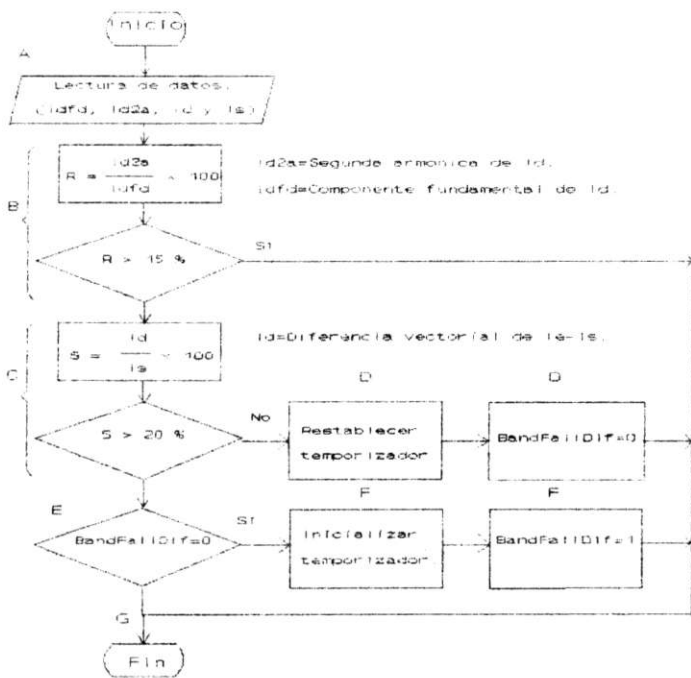 Inicio
A
Lectura de datos.
(idfd, id2a, id y is)
B
R = id2a / idfd × 100
id2a=Segunda armonica de id.
idfd=Componente fundamental de id.
R > 15 %
Si
C
S = id / is × 100
id=Diferencia vectorial de ie-is.
S > 20 %
No
D
Restablecer
temporizador
D
BandFallDif=0
E
BandFallDif=0
Si
F
Inicializar
temporizador
F
BandFallDif=1
G
Fin